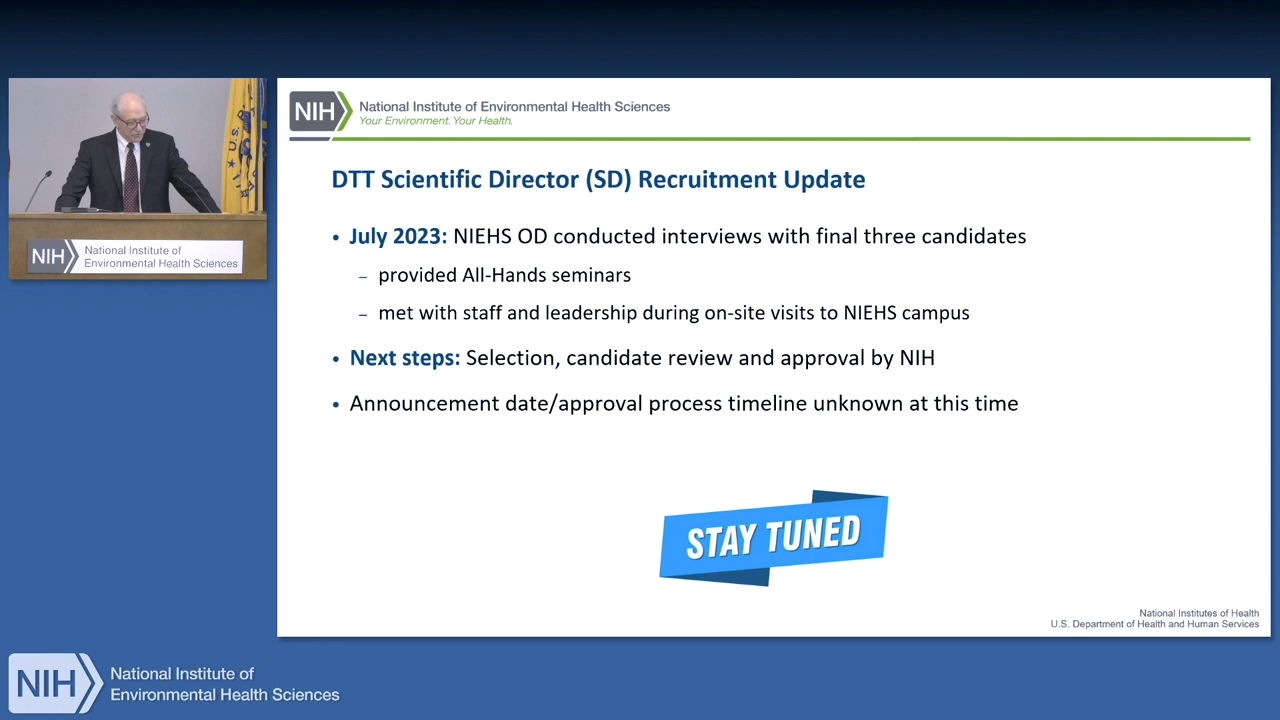 NIH
National Institute of Environmental Health Sciences
Your Environment. Your Health.
DTT Scientific Director (SD) Recruitment Update
• July 2023: NIEHS OD conducted interviews with final three candidates
– provided All-Hands seminars
– met with staff and leadership during on-site visits to NIEHS campus
• Next steps: Selection, candidate review and approval by NIH
• Announcement date/approval process timeline unknown at this time
STAY TUNED
National Institutes of Health
U.S. Department of Health and Human Services
U.S.
NIH
National Institute of
Environmental Health Sciences
NIH
National Institute of
Environmental Health Sciences